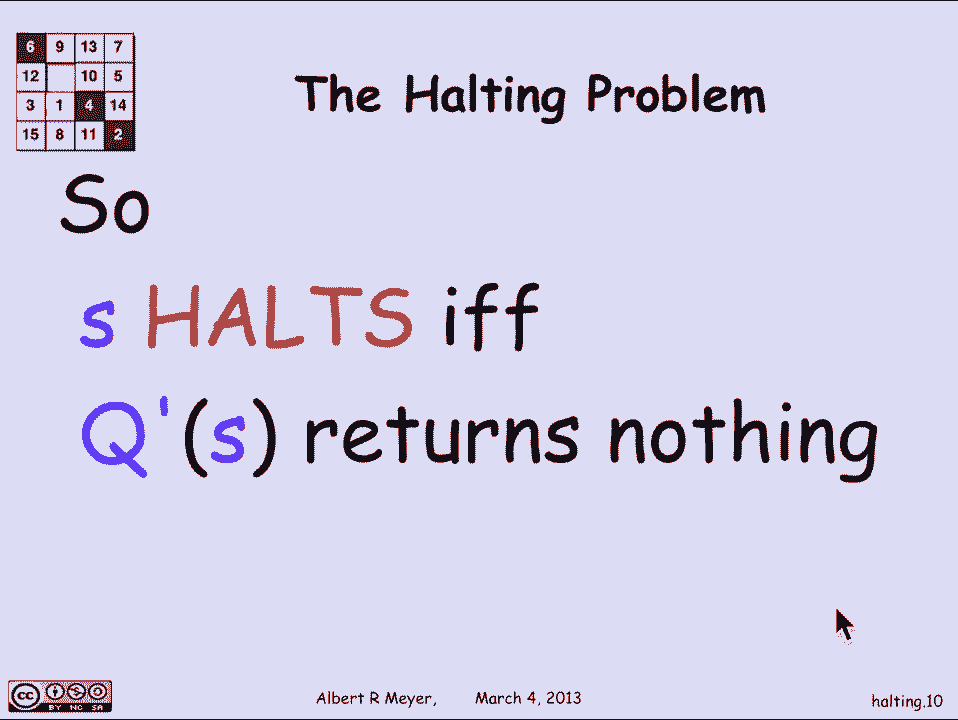 6 9 13 7
12 10 5
3 1 4 14
15 8 11 2
The Halting Problem
So
s HALTS iff
Q'(s) returns nothing
cc BY NC SA
Albert R Meyer, March 4, 2013
halting.10